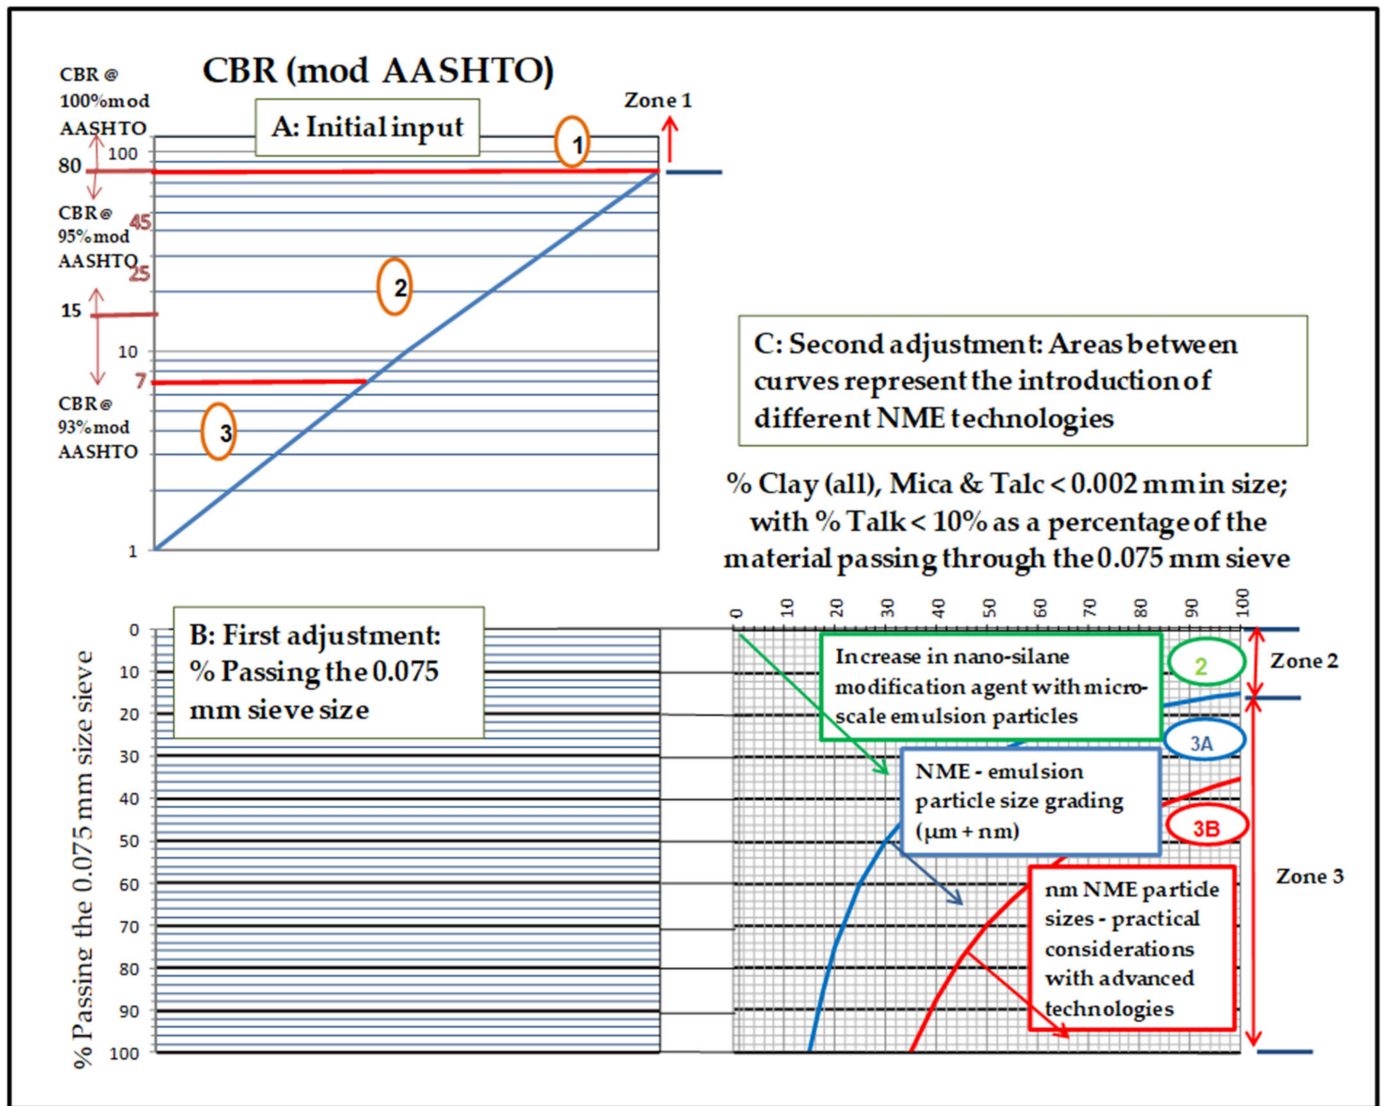 CBR (mod AASHTO)
CBR @
100%mod
AASHTO
A: Initial input
Zone 1
1
100
80
CBR@
95%mod
AASHTO
45
25
2
15
10
7
CBR@
93%mod
AASHTO
3
1
C: Second adjustment: Areas between
curves represent the introduction of
different NME technologies
% Clay (all), Mica & Talc < 0.002 mm in size;
with % Talk < 10% as a percentage of the
material passing through the 0.075 mm sieve
0 10 20 30 40 50 60 70 80 90 100
% Passing the 0.075 mm size sieve
0
10
20
30
40
50
60
70
80
90
100
B: First adjustment:
% Passing the 0.075
mm sieve size
Increase in nano-silane
modification agent with micro-
scale emulsion particles
2
Zone 2
3A
NME - emulsion
particle size grading
(µm + nm)
3B
Zone 3
nm NME particle
sizes - practical
considerations
with advanced
technologies